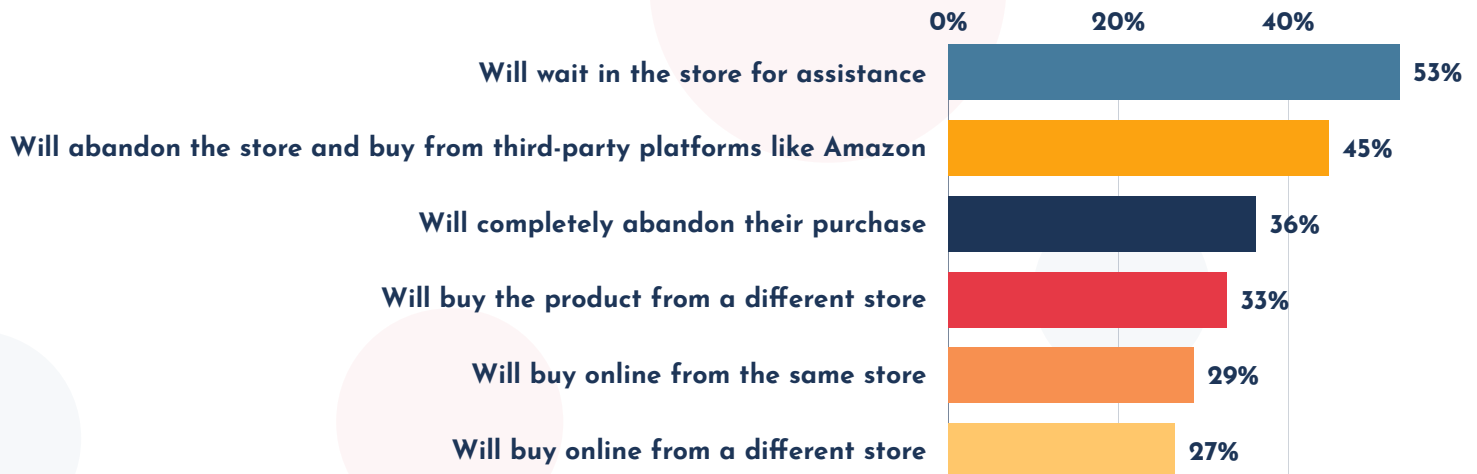 0% 20% 40%
Will wait in the store for assistance 53%
Will abandon the store and buy from third-party platforms like Amazon 45%
Will completely abandon their purchase 36%
Will buy the product from a different store 33%
Will buy online from the same store 29%
Will buy online from a different store 27%